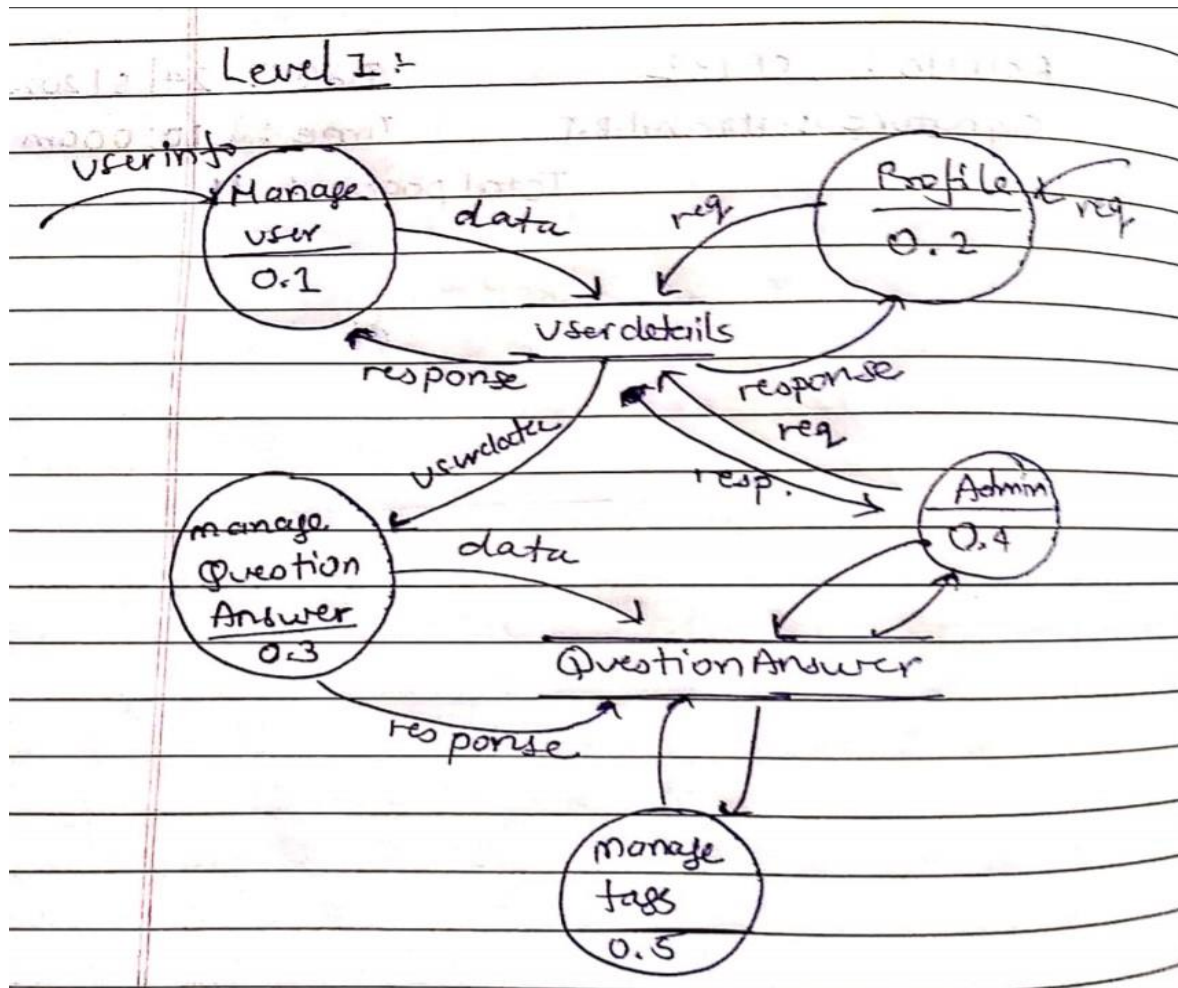 Level I :-
userinfo
Manage
user
0.1
data
req
Profile
0.2
req
userdetails
response
response
userdata
req
resp.
Admin
0.4
manage
Question
Answer
0.3
data
QuestionAnswer
response
manage
tags
0.5